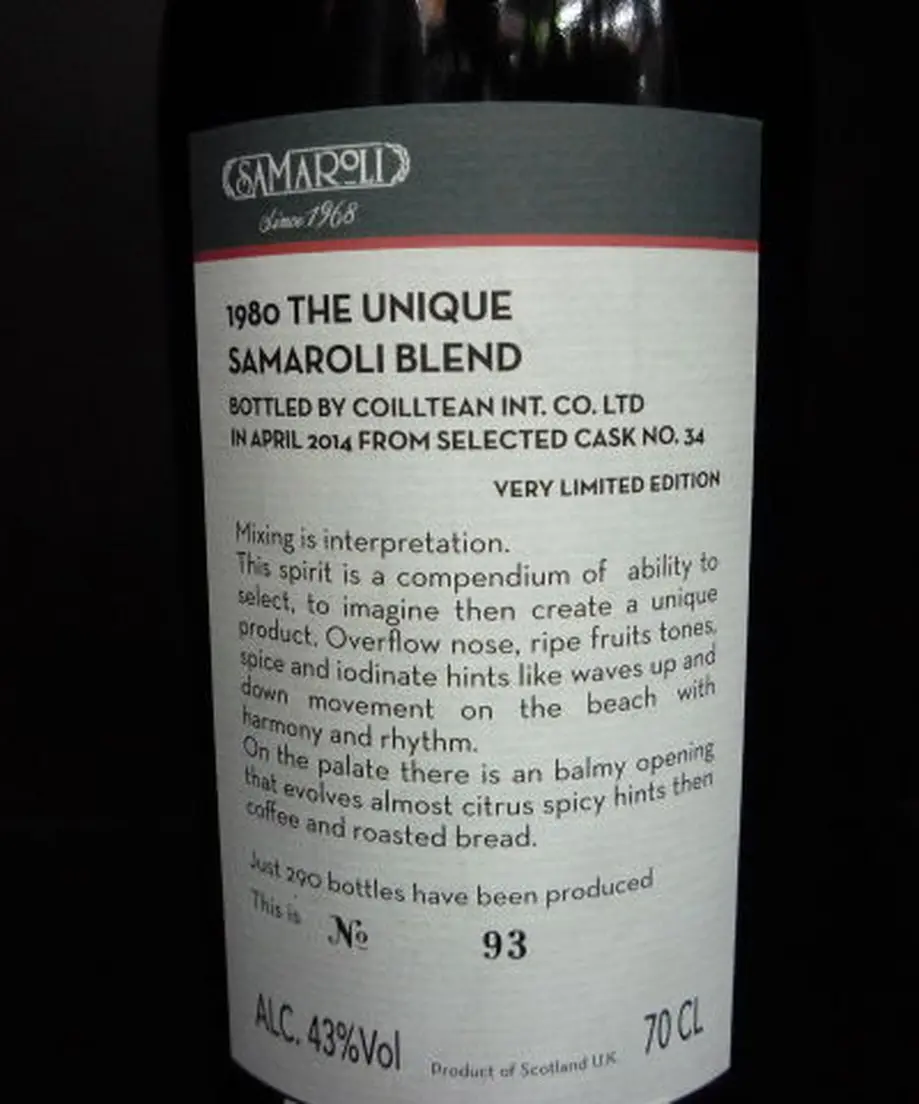 SAMAROLI
Since 1968
1980 THE UNIQUE
SAMAROLI BLEND
BOTTLED BY COILLTEAN INT. CO. LTD
IN APRIL 2014 FROM SELECTED CASK NO. 34
VERY LIMITED EDITION
Mixing is interpretation.
This spirit is a compendium of ability to
select, to imagine then create a unique
product. Overflow nose, ripe fruits tones,
spice and iodinate hints like waves up and
down movement on the beach with
harmony and rhythm.
On the palate there is an balmy opening
that evolves almost citrus spicy hints then
coffee and roasted bread.
Just 290 bottles have been produced
This is № 93
ALC. 43%Vol Product of Scotland U.K. 70 CL